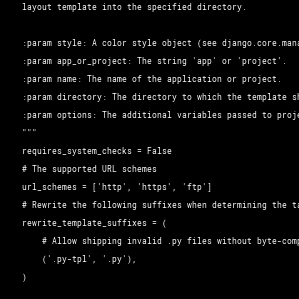 layout template into the specified directory.
:param style: A color style object (see django.core.mana
:param app_or_project: The string 'app' or 'project'.
:param name: The name of the application or project.
:param directory: The directory to which the template sh
:param options: The additional variables passed to proje
"""
requires_system_checks = False
# The supported URL schemes
url_schemes = ['http', 'https', 'ftp']
# Rewrite the following suffixes when determining the ta
rewrite_template_suffixes = (
# Allow shipping invalid .py files without byte-comp
('.py-tpl', '.py'),
)